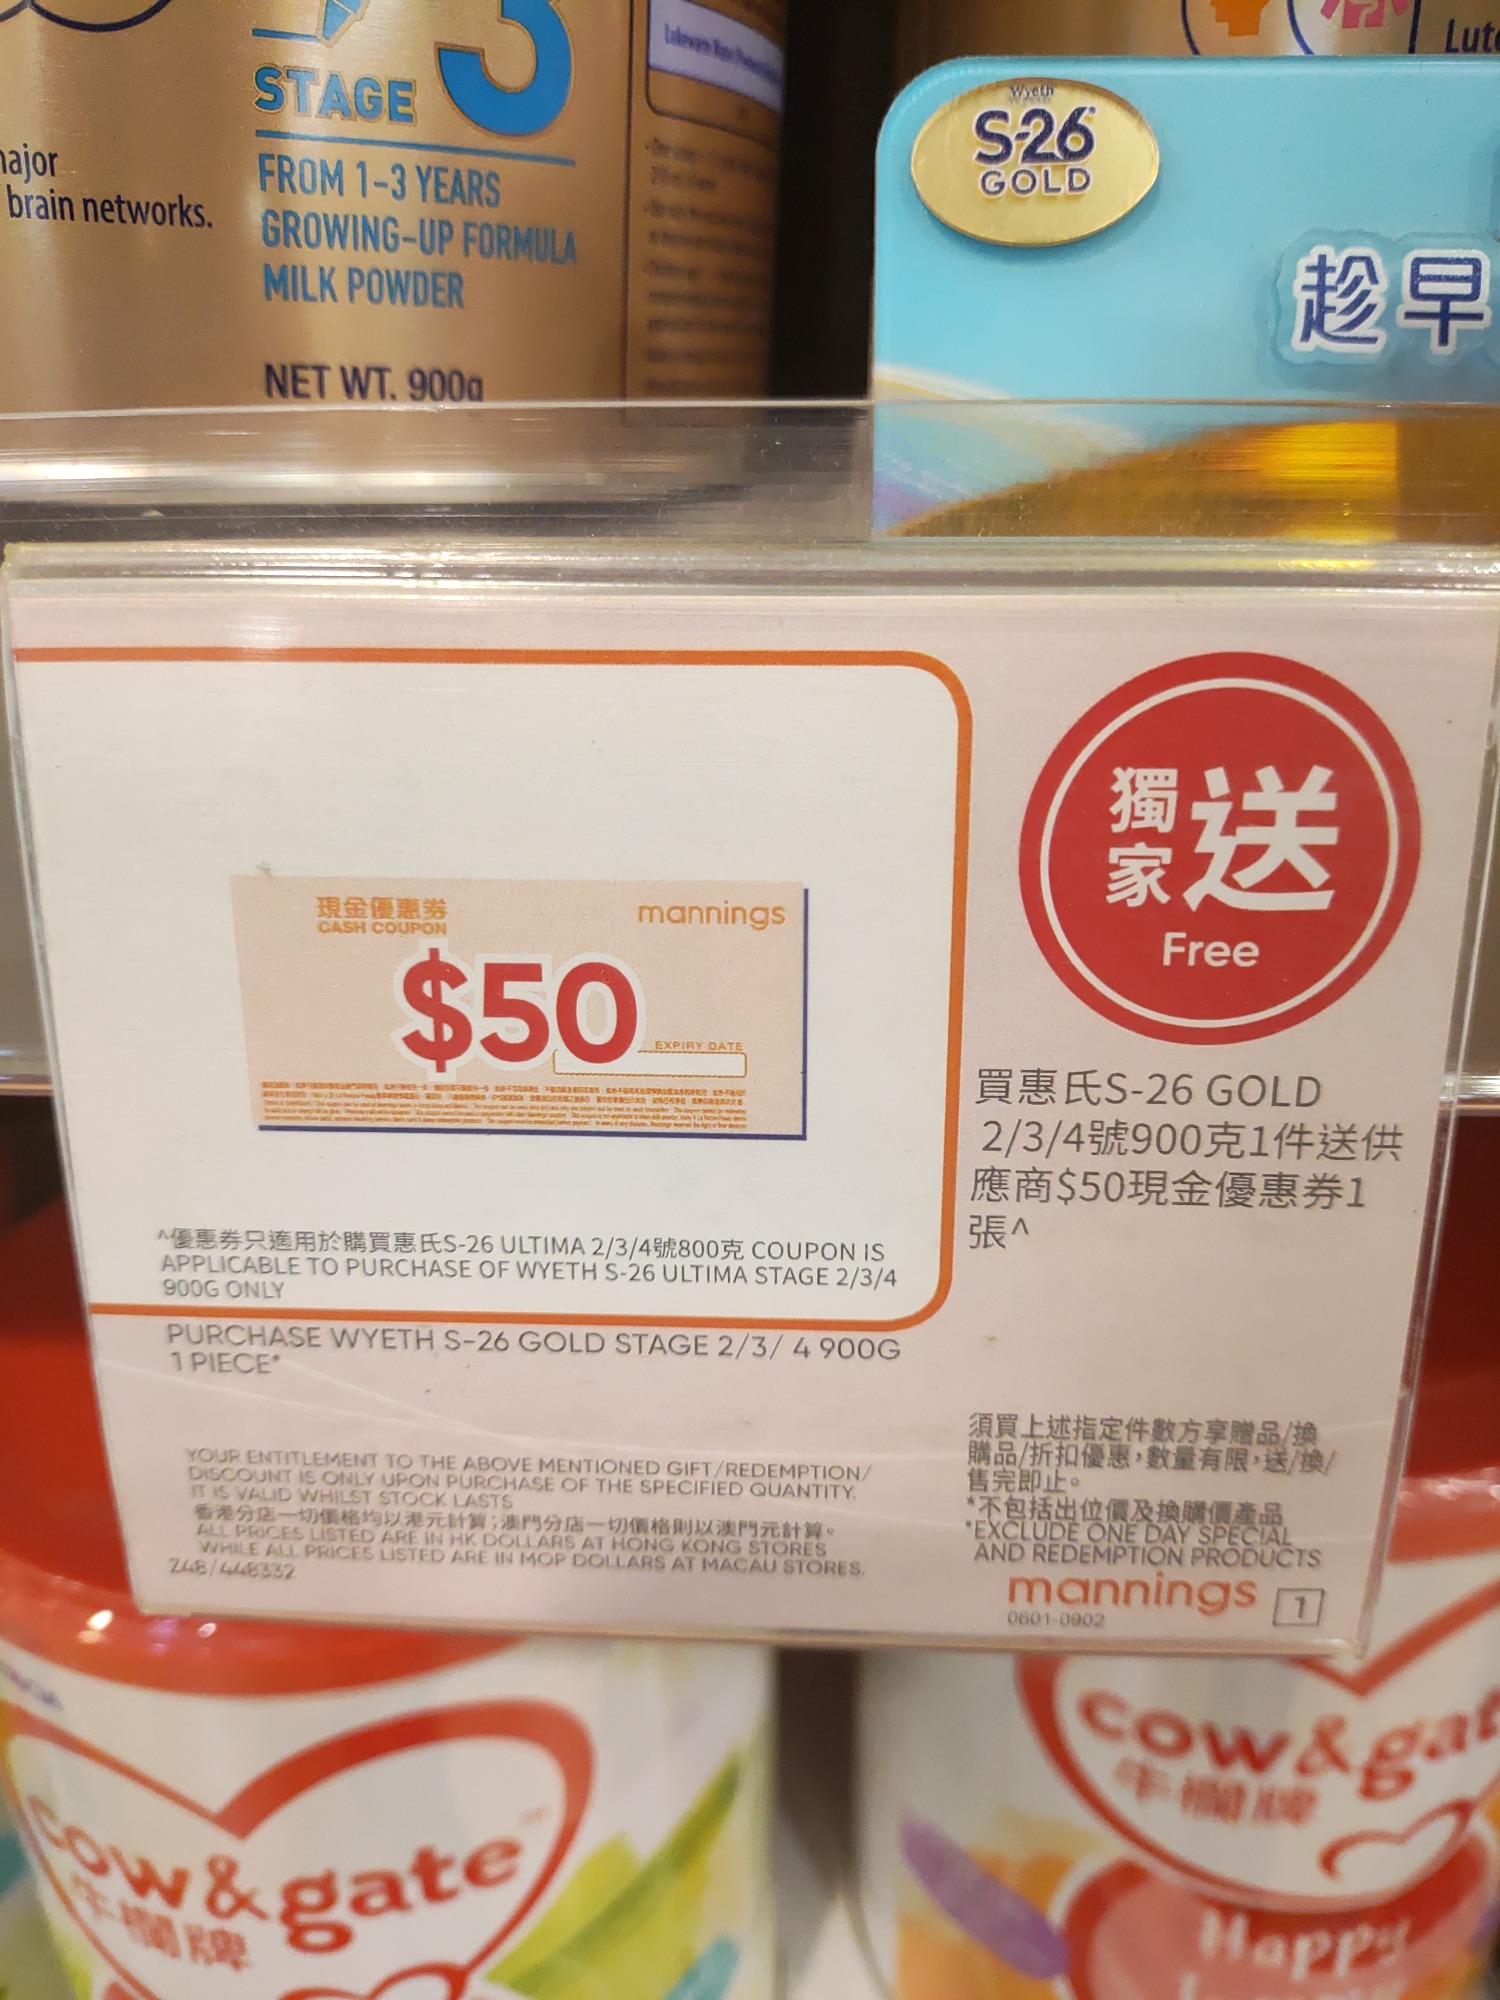 3
STAGE
FROM 1-3 YEARS
GROWING-UP FORMULA
MILK POWDER
NET WT. 900g
major
brain networks.
Wyeth
S-26
GOLD
趁早
獨家送
Free
現金優惠券
CASH COUPON
mannings
$50
EXPIRY DATE
買惠氏S-26 GOLD
2/3/4號900克1件送供
應商$50現金優惠券1
張^
^優惠券只適用於購買惠氏S-26 ULTIMA 2/3/4號800克 COUPON IS
APPLICABLE TO PURCHASE OF WYETH S-26 ULTIMA STAGE 2/3/4
900G ONLY
PURCHASE WYETH S-26 GOLD STAGE 2/3/ 4 900G
1 PIECE*
YOUR ENTITLEMENT TO THE ABOVE MENTIONED GIFT/REDEMPTION/
DISCOUNT IS ONLY UPON PURCHASE OF THE SPECIFIED QUANTITY.
IT IS VALID WHILST STOCK LASTS
香港分店一切價格均以港元計算；澳門分店一切價格則以澳門元計算。
ALL PRICES LISTED ARE IN HK DOLLARS AT HONG KONG STORES
WHILE ALL PRICES LISTED ARE IN MOP DOLLARS AT MACAU STORES.
248/448332
須買上述指定件數方享贈品/換
購品/折扣優惠，數量有限，送/換/
售完即止。
*不包括出位價及換購價產品
*EXCLUDE ONE DAY SPECIAL
AND REDEMPTION PRODUCTS
mannings 1
0601-0902
cow&gate
牛欄牌
cow&gat
牛欄牌
Happy